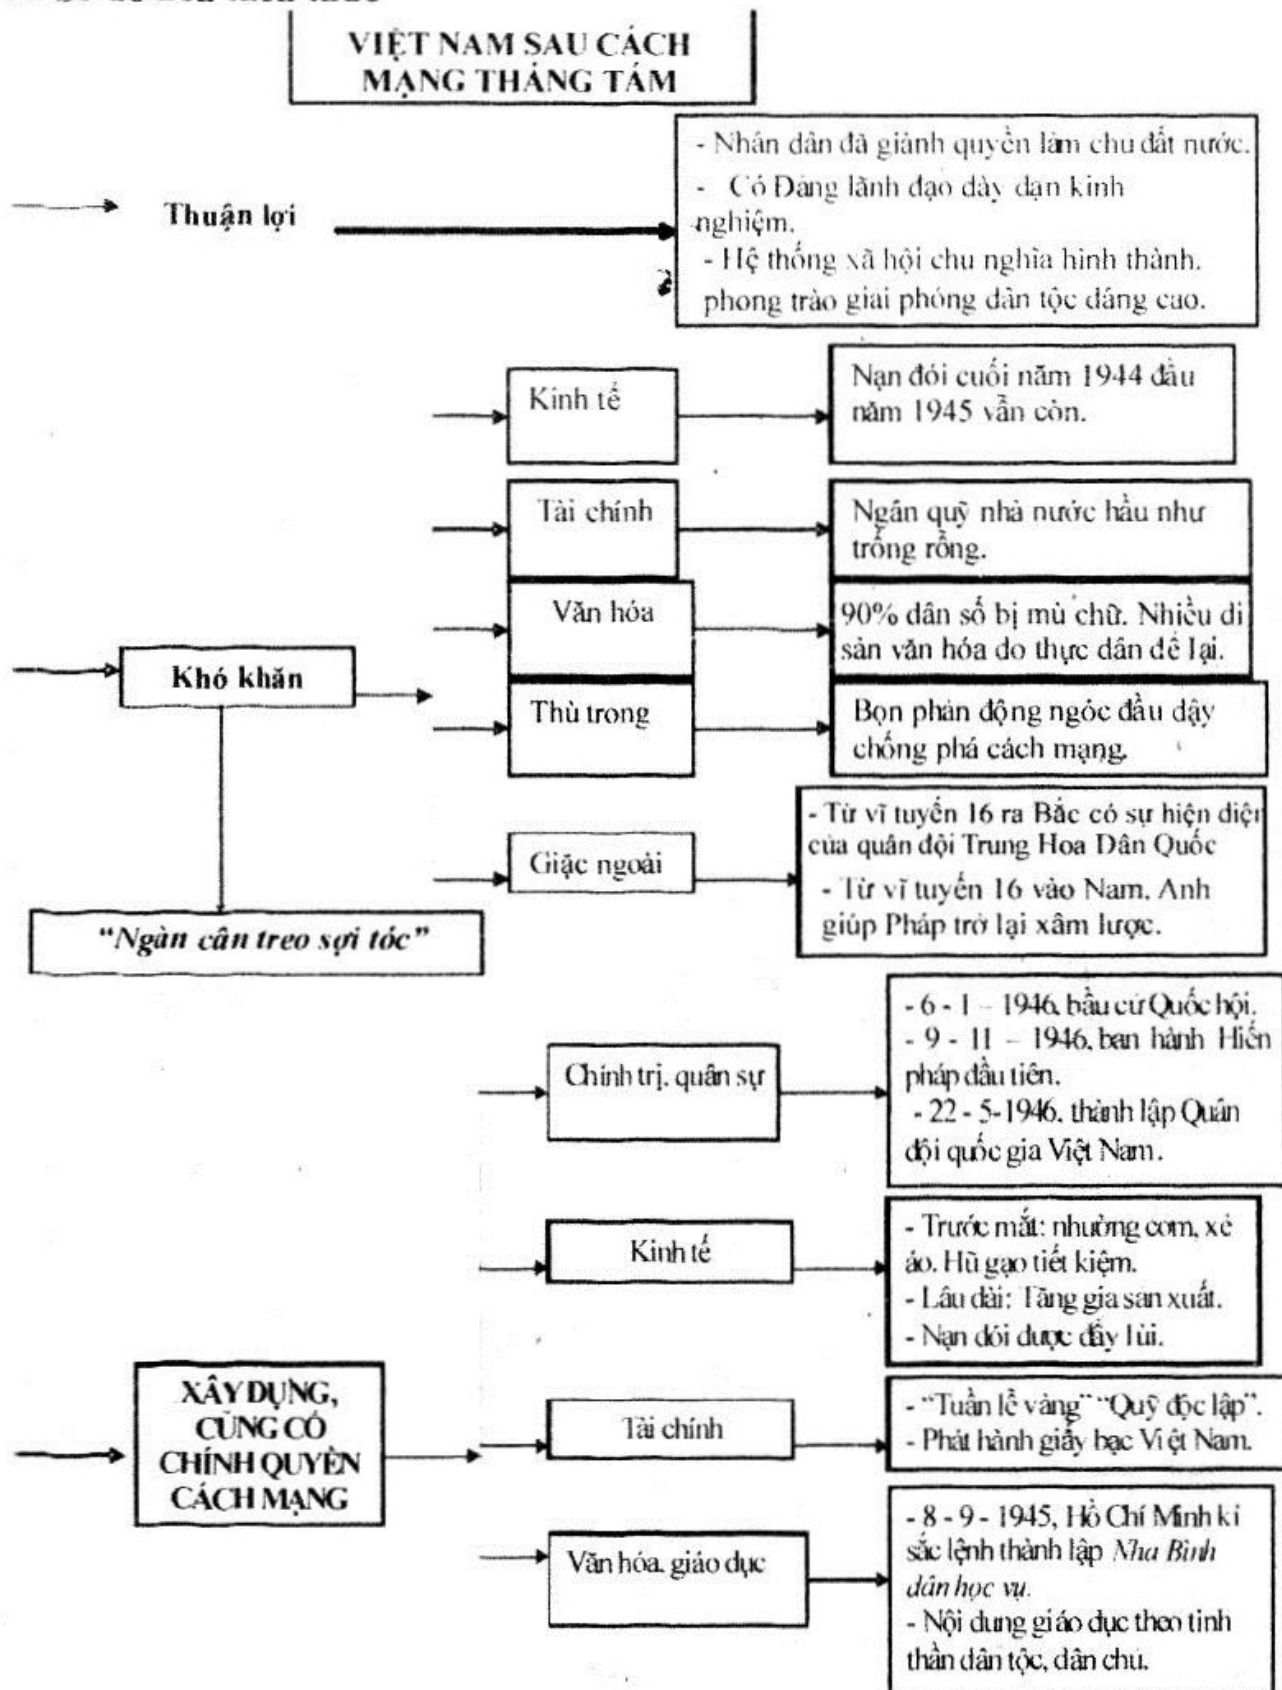 VIỆT NAM SAU CÁCH
MẠNG THÁNG TÁM
Thuận lợi
- Nhân dân đã giành quyền làm chủ đất nước.
- Có Đảng lãnh đạo dày dạn kinh
nghiệm.
- Hệ thống xã hội chủ nghĩa hình thành.
phong trào giải phóng dân tộc dâng cao.
Khó khăn
"Ngàn cân treo sợi tóc"
Kinh tế
Nạn đói cuối năm 1944 đầu
năm 1945 vẫn còn.
Tài chính
Ngân quỹ nhà nước hầu như
trống rỗng.
Văn hóa
90% dân số bị mù chữ. Nhiều di
sản văn hóa do thực dân để lại.
Thù trong
Bọn phản động ngóc đầu dậy
chống phá cách mạng.
Giặc ngoài
- Từ vĩ tuyến 16 ra Bắc có sự hiện diện
của quân đội Trung Hoa Dân Quốc
- Từ vĩ tuyến 16 vào Nam, Anh
giúp Pháp trở lại xâm lược.
XÂY DỰNG,
CỦNG CỐ
CHÍNH QUYỀN
CÁCH MẠNG
Chính trị, quân sự
- 6 - 1 – 1946, bầu cử Quốc hội.
- 9 - 11 – 1946, ban hành Hiến
pháp đầu tiên.
- 22 - 5-1946, thành lập Quân
đội quốc gia Việt Nam.
Kinh tế
- Trước mắt: nhường cơm, xẻ
áo. Hũ gạo tiết kiệm.
- Lâu dài: Tăng gia sản xuất.
- Nạn đói được đẩy lùi.
Tài chính
- "Tuần lễ vàng" "Quỹ độc lập".
- Phát hành giấy bạc Việt Nam.
Văn hóa, giáo dục
- 8 - 9 - 1945, Hồ Chí Minh kí
sắc lệnh thành lập Nha Bình
dân học vụ.
- Nội dung giáo dục theo tinh
thần dân tộc, dân chủ.